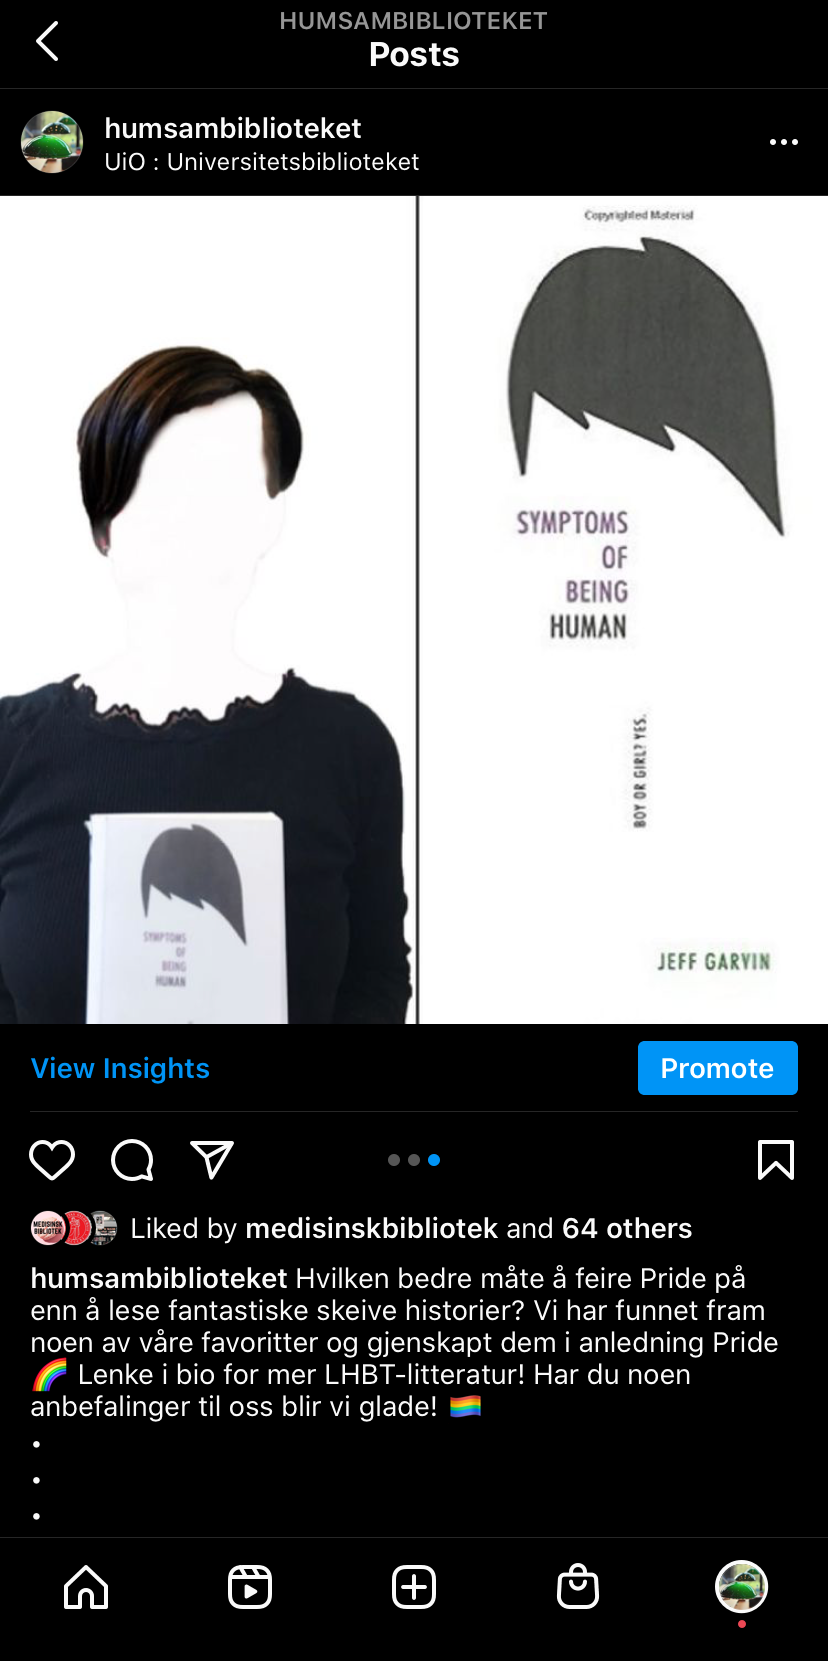 HUMSAMBIBLIOTEKET
Posts
humsambiblioteket
UiO : Universitetsbiblioteket
Copyrighted Material
SYMPTOMS
OF
BEING
HUMAN
BOY OR GIRL? YES.
JEFF GARVIN
SYMPTOMS
OF
BEING
HUMAN
View Insights
Promote
MEDISINSK
BIBLIOTEK
Liked by medisinskbibliotek and 64 others
humsambiblioteket Hvilken bedre måte å feire Pride på
enn å lese fantastiske skeive historier? Vi har funnet fram
noen av våre favoritter og gjenskapt dem i anledning Pride
🌈 Lenke i bio for mer LHBT-litteratur! Har du noen
anbefalinger til oss blir vi glade! 🏳️‍🌈
•
•
•